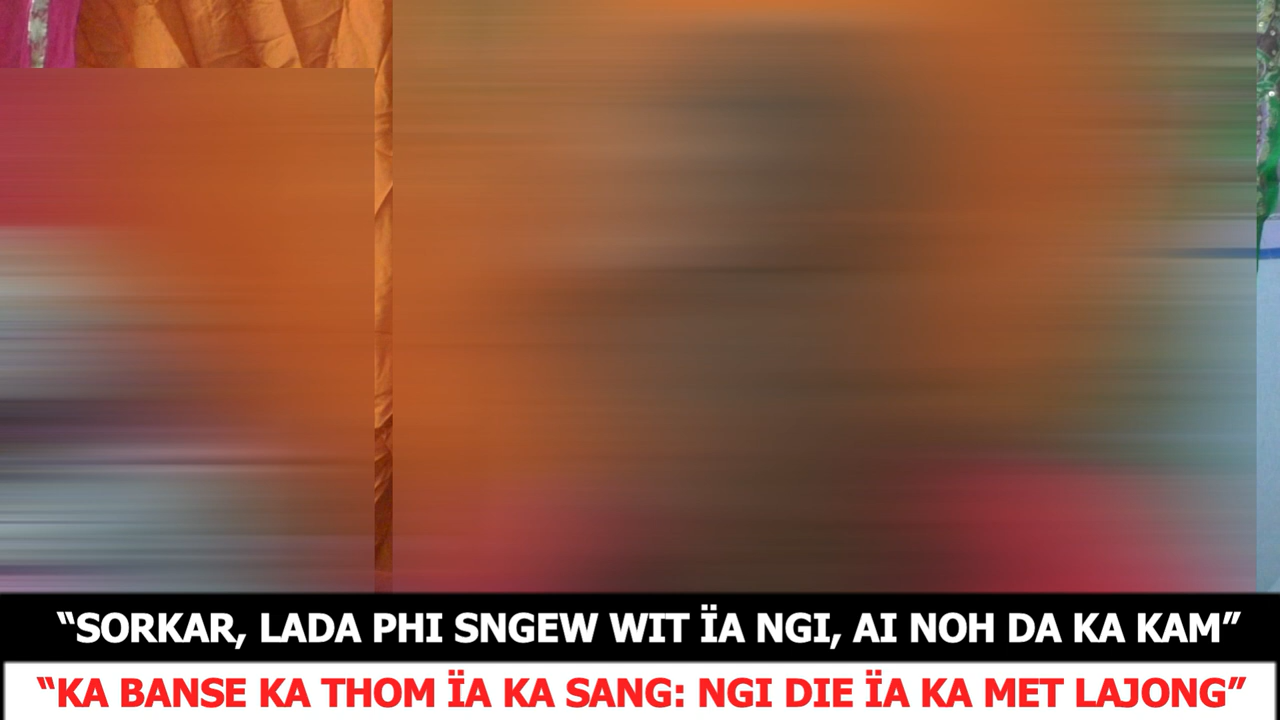 “SORKAR, LADA PHI SNGEW WIT ÏA NGI, AI NOH DA KA KAM”
“KA BANSE KA THOM ÏA KA SANG: NGI DIE ÏA KA MET LAJONG”